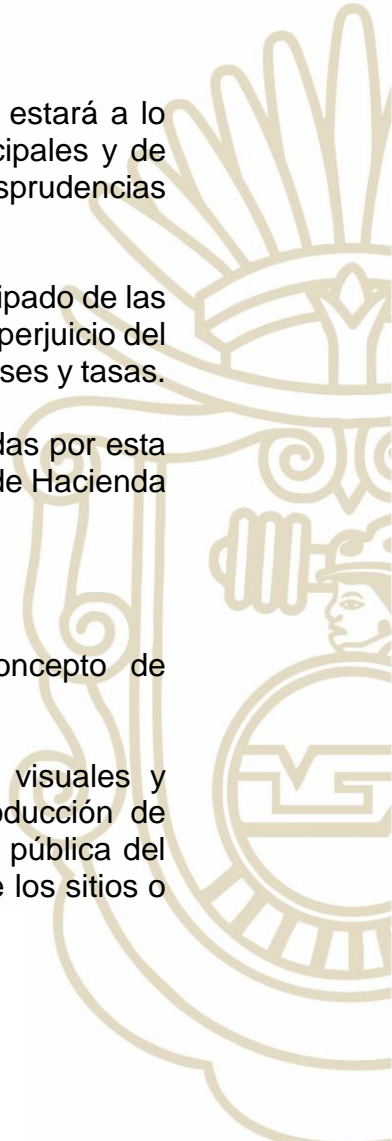 estará a lo
cipales y de
sprudencias
ipado de las
perjuicio del
ses y tasas.
das por esta
de Hacienda
oncepto de
visuales y
oducción de
pública del
e los sitios o